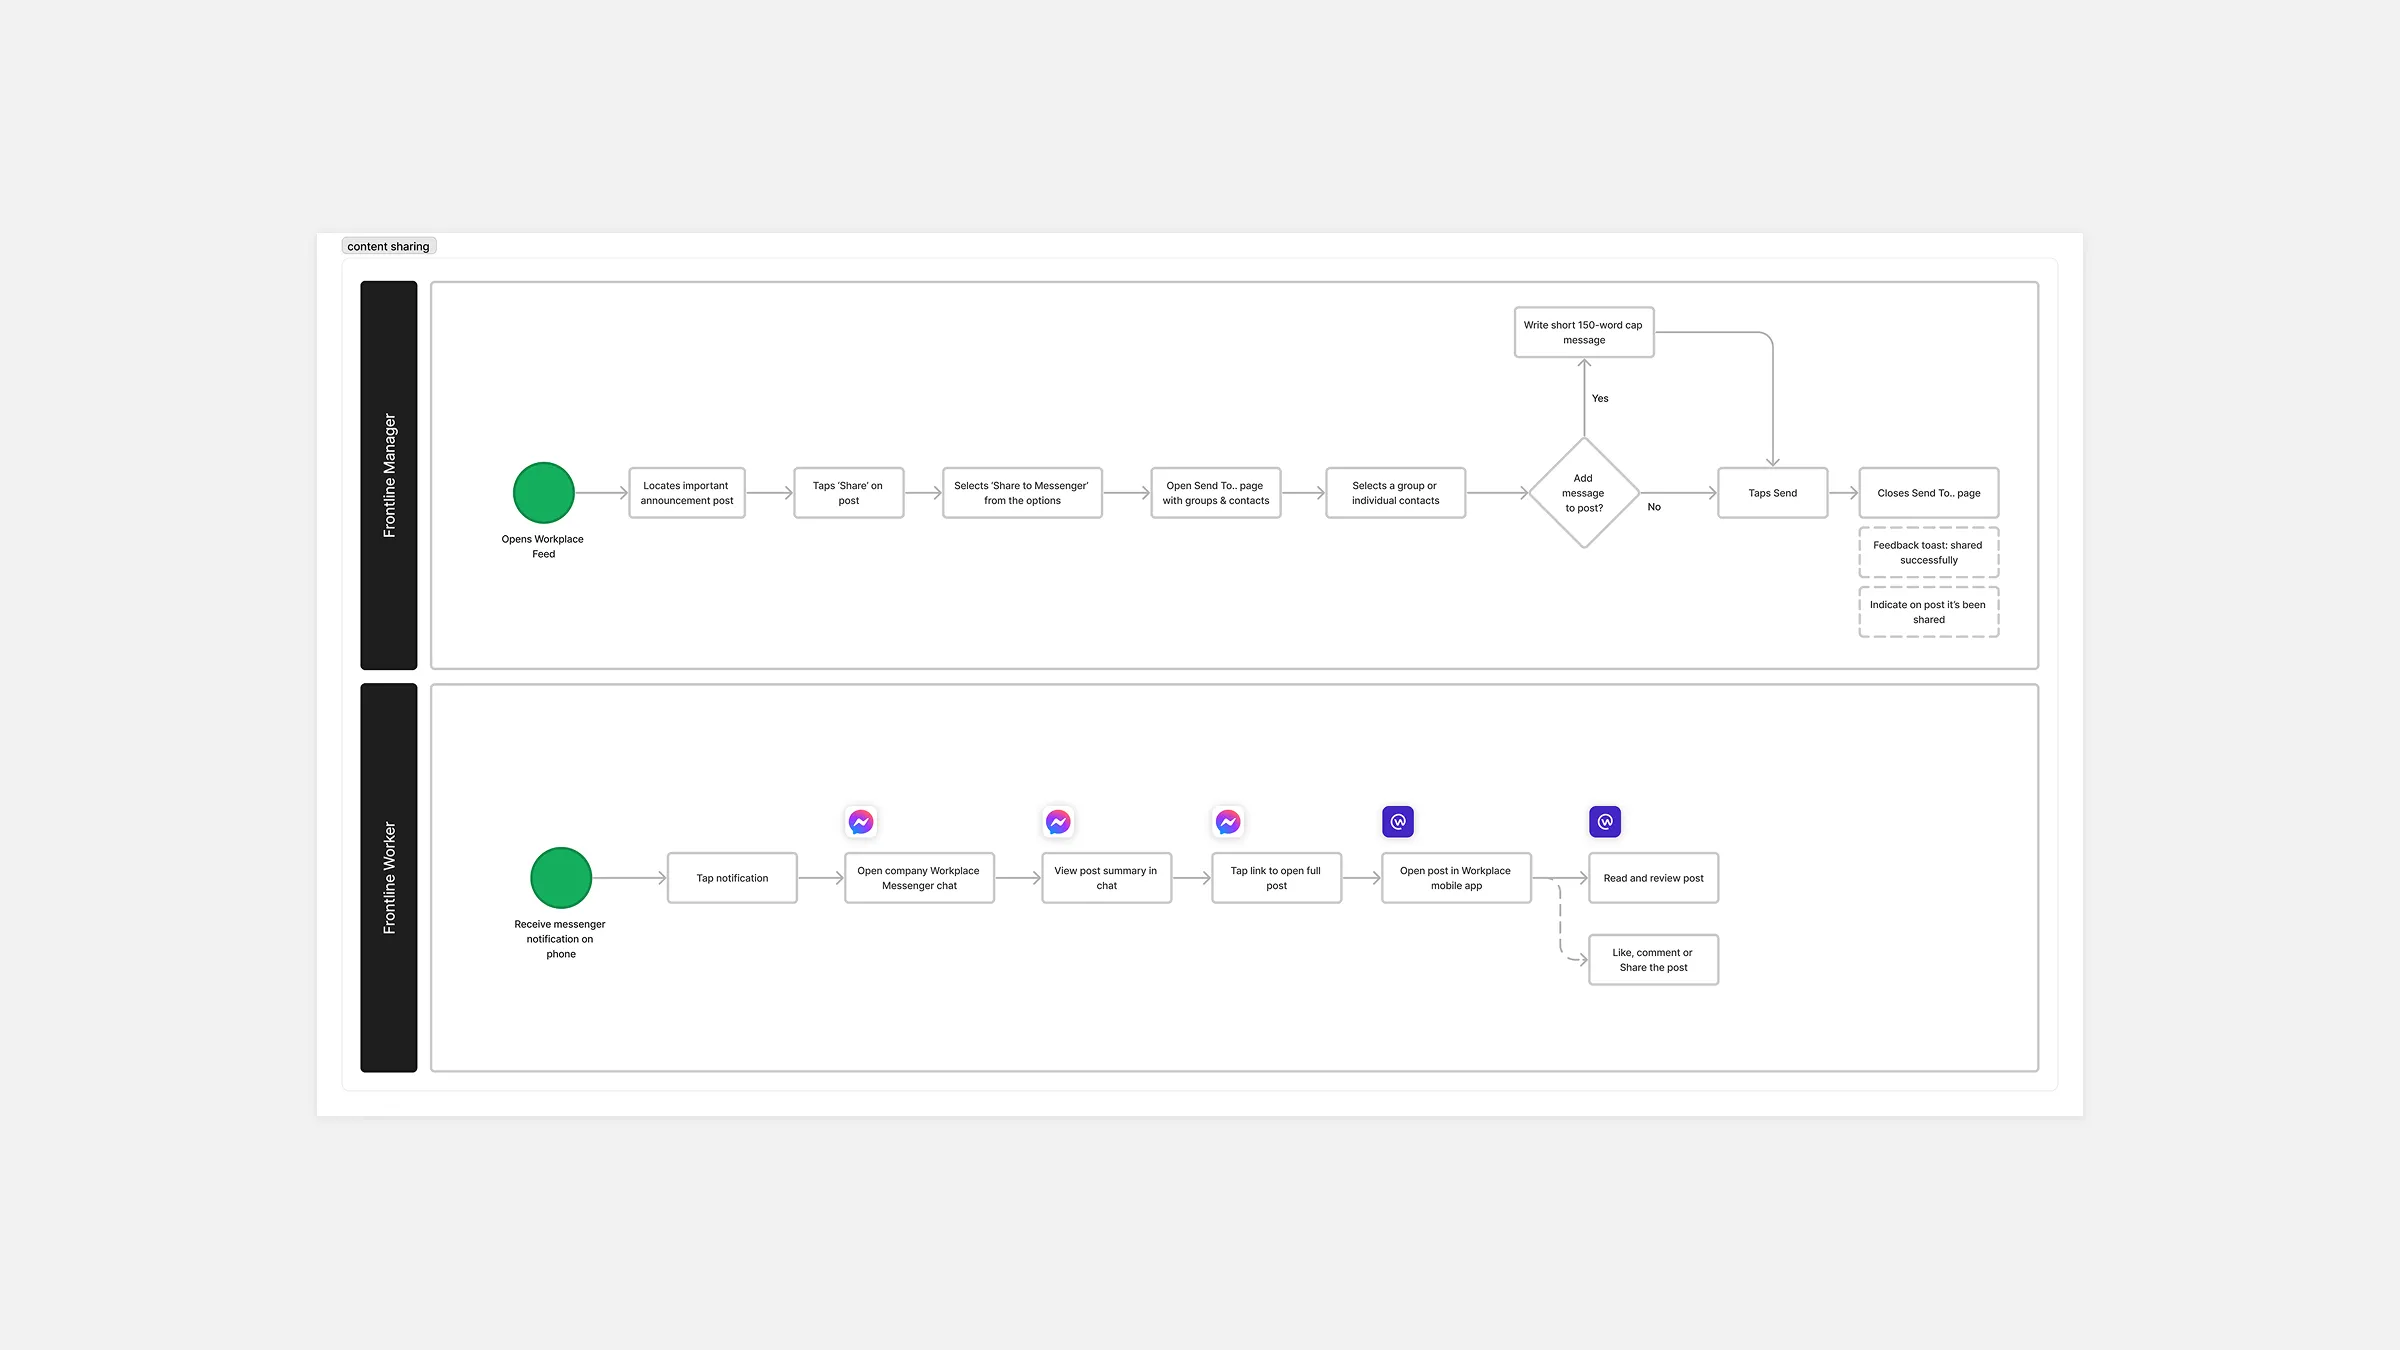 content sharing
Frontline Manager
Opens Workplace
Feed
Locates important
announcement post
Taps ‘Share’ on
post
Selects ‘Share to Messenger’
from the options
Open Send To.. page
with groups & contacts
Selects a group or
individual contacts
Add
message
to post?
Yes
Write short 150-word cap
message
No
Taps Send
Closes Send To.. page
Feedback toast: shared
successfully
Indicate on post it’s been
shared
Frontline Worker
Receive messenger
notification on
phone
Tap notification
Open company Workplace
Messenger chat
View post summary in
chat
Tap link to open full
post
Open post in Workplace
mobile app
Read and review post
Like, comment or
Share the post